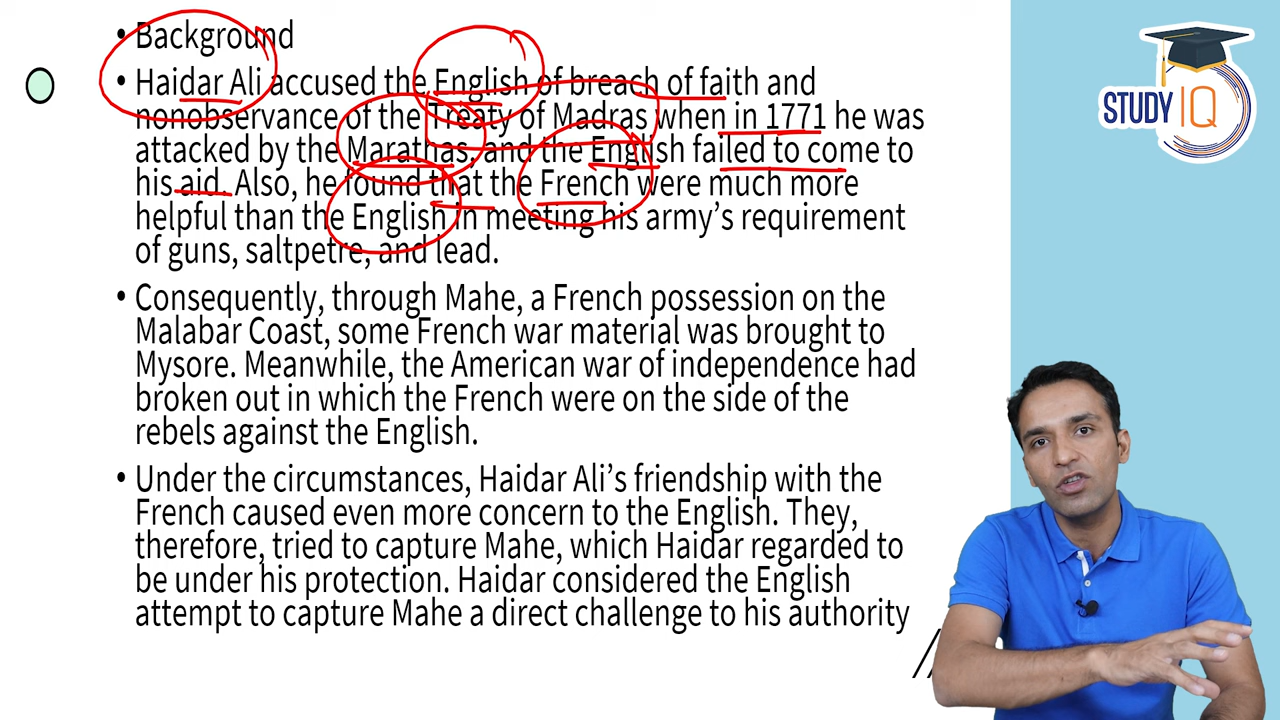 • Background
• Haidar Ali accused the English of breach of faith and
nonobservance of the Treaty of Madras when in 1771 he was
attacked by the Marathas, and the English failed to come to
his aid. Also, he found that the French were much more
helpful than the English in meeting his army’s requirement
of guns, saltpetre, and lead.
• Consequently, through Mahe, a French possession on the
Malabar Coast, some French war material was brought to
Mysore. Meanwhile, the American war of independence had
broken out in which the French were on the side of the
rebels against the English.
• Under the circumstances, Haidar Ali’s friendship with the
French caused even more concern to the English. They,
therefore, tried to capture Mahe, which Haidar regarded to
be under his protection. Haidar considered the English
attempt to capture Mahe a direct challenge to his authority
STUDY IQ